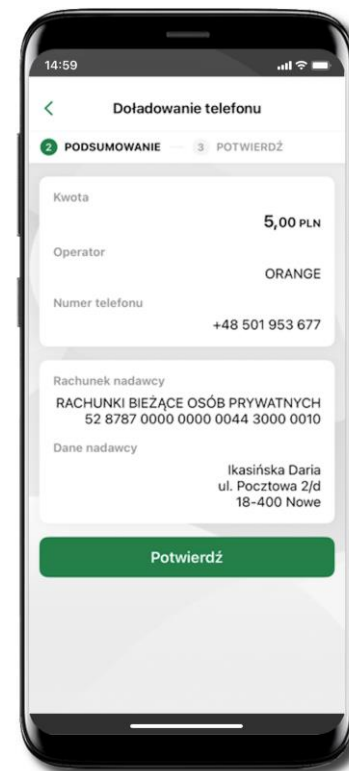 14:59
Doładowanie telefonu
2 PODSUMOWANIE 3 POTWIERDŹ
Kwota
5,00 PLN
Operator
ORANGE
Numer telefonu
+48 501 953 677
Rachunek nadawcy
RACHUNKI BIEŻĄCE OSÓB PRYWATNYCH
52 8787 0000 0000 0044 3000 0010
Dane nadawcy
Ikasińska Daria
ul. Pocztowa 2/d
18-400 Nowe
Potwierdź